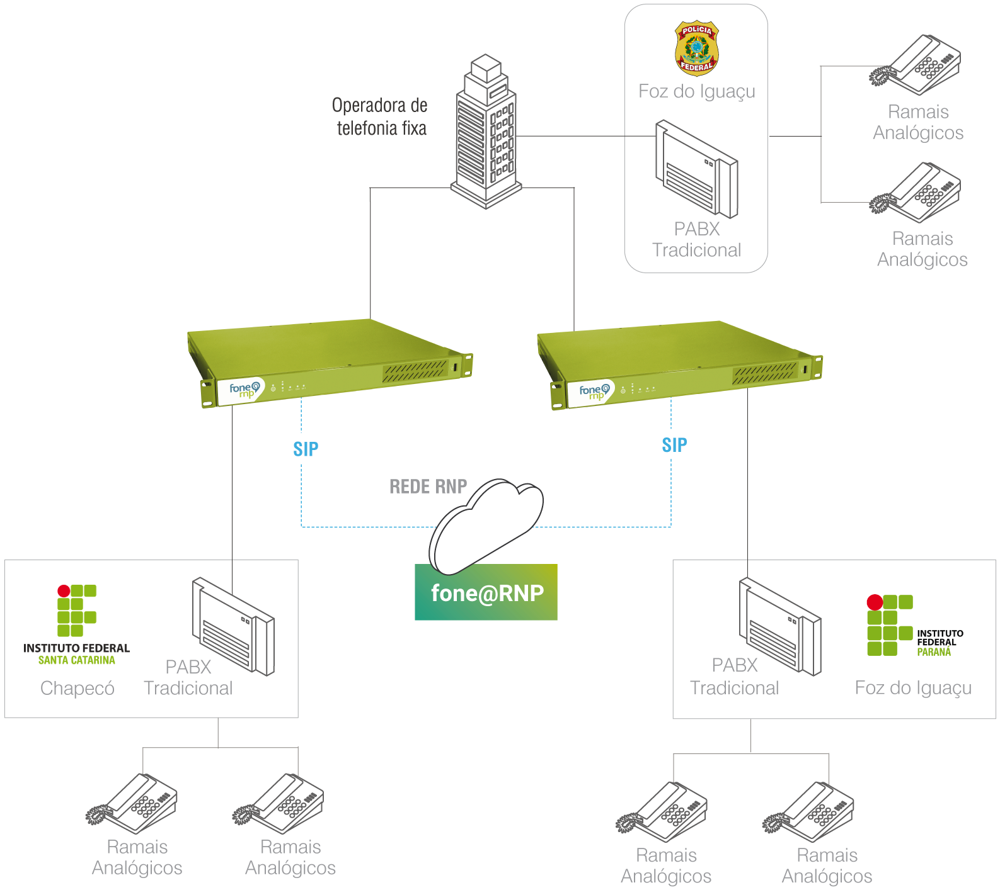 POLÍCIA
FEDERAL
Foz do Iguaçu
Operadora de
telefonia fixa
Ramais
Analógicos
PABX
Tradicional
Ramais
Analógicos
fone@
rnp
fone@
rnp
SIP
SIP
REDE RNP
fone@RNP
INSTITUTO FEDERAL
SANTA CATARINA
Chapecó
PABX
Tradicional
PABX
Tradicional
INSTITUTO
FEDERAL
PARANÁ
Foz do Iguaçu
Ramais
Analógicos
Ramais
Analógicos
Ramais
Analógicos
Ramais
Analógicos